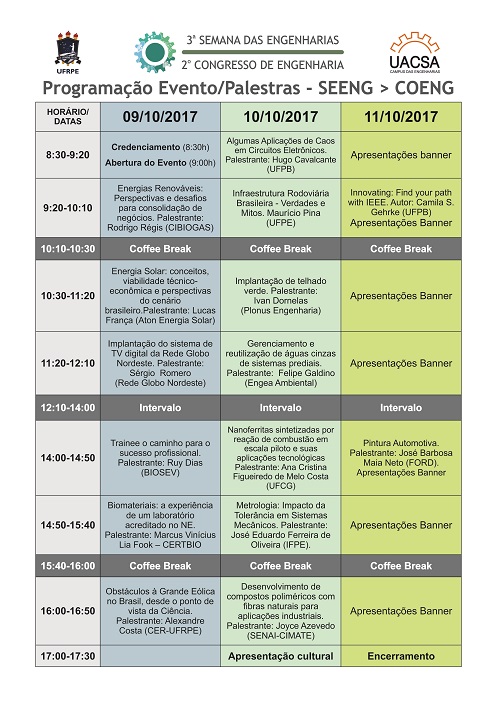 3ª SEMANA DAS ENGENHARIAS
2° CONGRESSO DE ENGENHARIA
UFRPE
UACSA
CAMPUS DAS ENGENHARIAS
Programação Evento/Palestras - SEENG > COENG
HORÁRIO/
DATAS
09/10/2017
10/10/2017
11/10/2017
8:30-9:20
Credenciamento (8:30h)
Abertura do Evento (9:00h)
Algumas Aplicações de Caos
em Circuitos Eletrônicos.
Palestrante: Hugo Cavalcante
(UFPB)
Apresentações banner
9:20-10:10
Energias Renováveis:
Perspectivas e desafios
para consolidação de
negócios. Palestrante:
Rodrigo Régis (CIBIOGAS)
Infraestrutura Rodoviária
Brasileira - Verdades e
Mitos. Maurício Pina
(UFPE)
Innovating: Find your path
with IEEE. Autor: Camila S.
Gehrke (UFPB)
Apresentações Banner
10:10-10:30
Coffee Break
Coffee Break
Coffee Break
10:30-11:20
Energia Solar: conceitos,
viabilidade técnico-
econômica e perspectivas
do cenário
brasileiro.Palestrante: Lucas
França (Aton Energia Solar)
Implantação de telhado
verde. Palestrante:
Ivan Dornelas
(Plonus Engenharia)
Apresentações Banner
11:20-12:10
Implantação do sistema de
TV digital da Rede Globo
Nordeste. Palestrante:
Sérgio Romero
(Rede Globo Nordeste)
Gerenciamento e
reutilização de águas cinzas
de sistemas prediais.
Palestrante: Felipe Galdino
(Engea Ambiental)
Apresentações Banner
12:10-14:00
Intervalo
Intervalo
Intervalo
14:00-14:50
Trainee o caminho para o
sucesso profissional.
Palestrante: Ruy Dias
(BIOSEV)
Nanoferritas sintetizadas por
reação de combustão em
escala piloto e suas
aplicações tecnológicas
Palestrante: Ana Cristina
Figueiredo de Melo Costa
(UFCG)
Pintura Automotiva.
Palestrante: José Barbosa
Maia Neto (FORD).
Apresentações Banner
14:50-15:40
Biomateriais: a experiência
de um laboratório
acreditado no NE.
Palestrante: Marcus Vinícius
Lia Fook – CERTBIO
Metrologia: Impacto da
Tolerância em Sistemas
Mecânicos. Palestrante:
José Eduardo Ferreira de
Oliveira (IFPE).
Apresentações Banner
15:40-16:00
Coffee Break
Coffee Break
Coffee Break
16:00-16:50
Obstáculos à Grande Eólica
no Brasil, desde o ponto de
vista da Ciência.
Palestrante: Alexandre
Costa (CER-UFRPE)
Desenvolvimento de
compostos poliméricos com
fibras naturais para
aplicações industriais.
Palestrante: Joyce Azevedo
(SENAI-CIMATE)
Apresentações Banner
17:00-17:30
Apresentação cultural
Encerramento